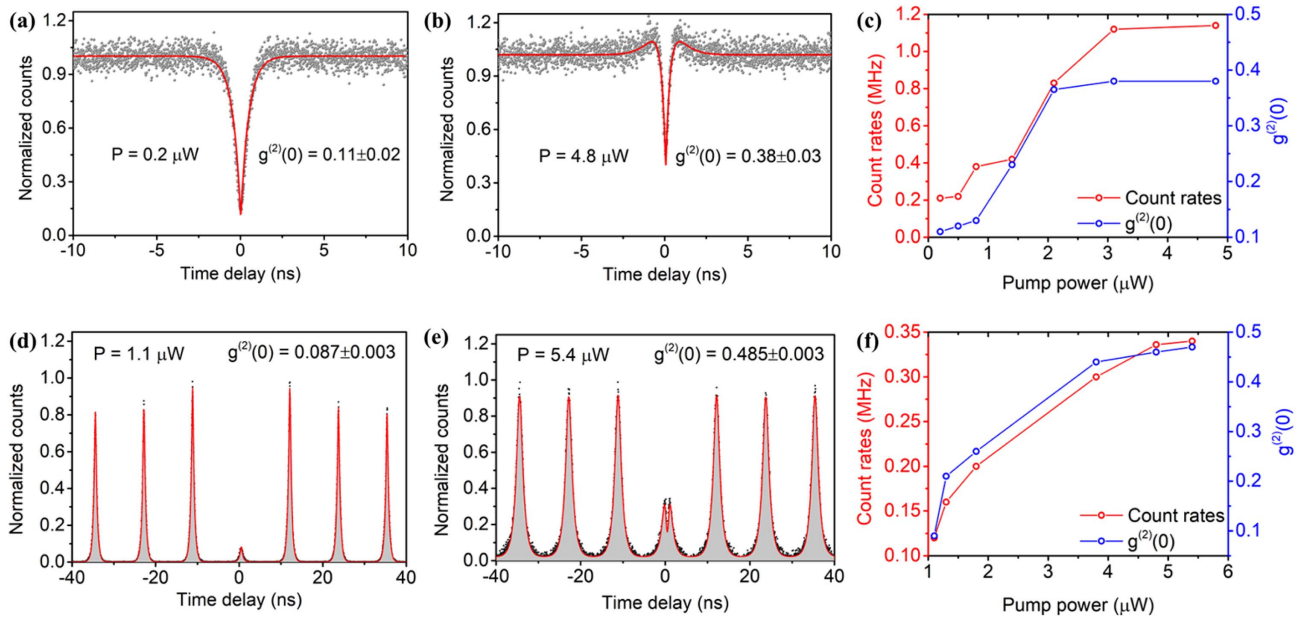 (a)
1.2
0.9
0.6
0.3
0.0
Normalized counts
P = 0.2 μW
g(2)(0) = 0.11±0.02
-10
-5
0
5
10
Time delay (ns)
(b)
1.2
0.9
0.6
0.3
0.0
Normalized counts
P = 4.8 μW
g(2)(0) = 0.38±0.03
-10
-5
0
5
10
Time delay (ns)
(c)
1.2
1.0
0.8
0.6
0.4
0.2
0.0
Count rates (MHz)
Count rates
g(2)(0)
0.5
0.4
0.3
0.2
0.1
g(2)(0)
0
1
2
3
4
5
Pump power (μW)
(d)
1.2
1.0
0.8
0.6
0.4
0.2
0.0
Normalized counts
P = 1.1 μW
g(2)(0) = 0.087±0.003
-40
-20
0
20
40
Time delay (ns)
(e)
1.2
1.0
0.8
0.6
0.4
0.2
0.0
Normalized counts
P = 5.4 μW
g(2)(0) = 0.485±0.003
-40
-20
0
20
40
Time delay (ns)
(f)
0.35
0.30
0.25
0.20
0.15
0.10
Count rates (MHz)
Count rates
g(2)(0)
0.5
0.4
0.3
0.2
0.1
g(2)(0)
1
2
3
4
5
6
Pump power (μW)